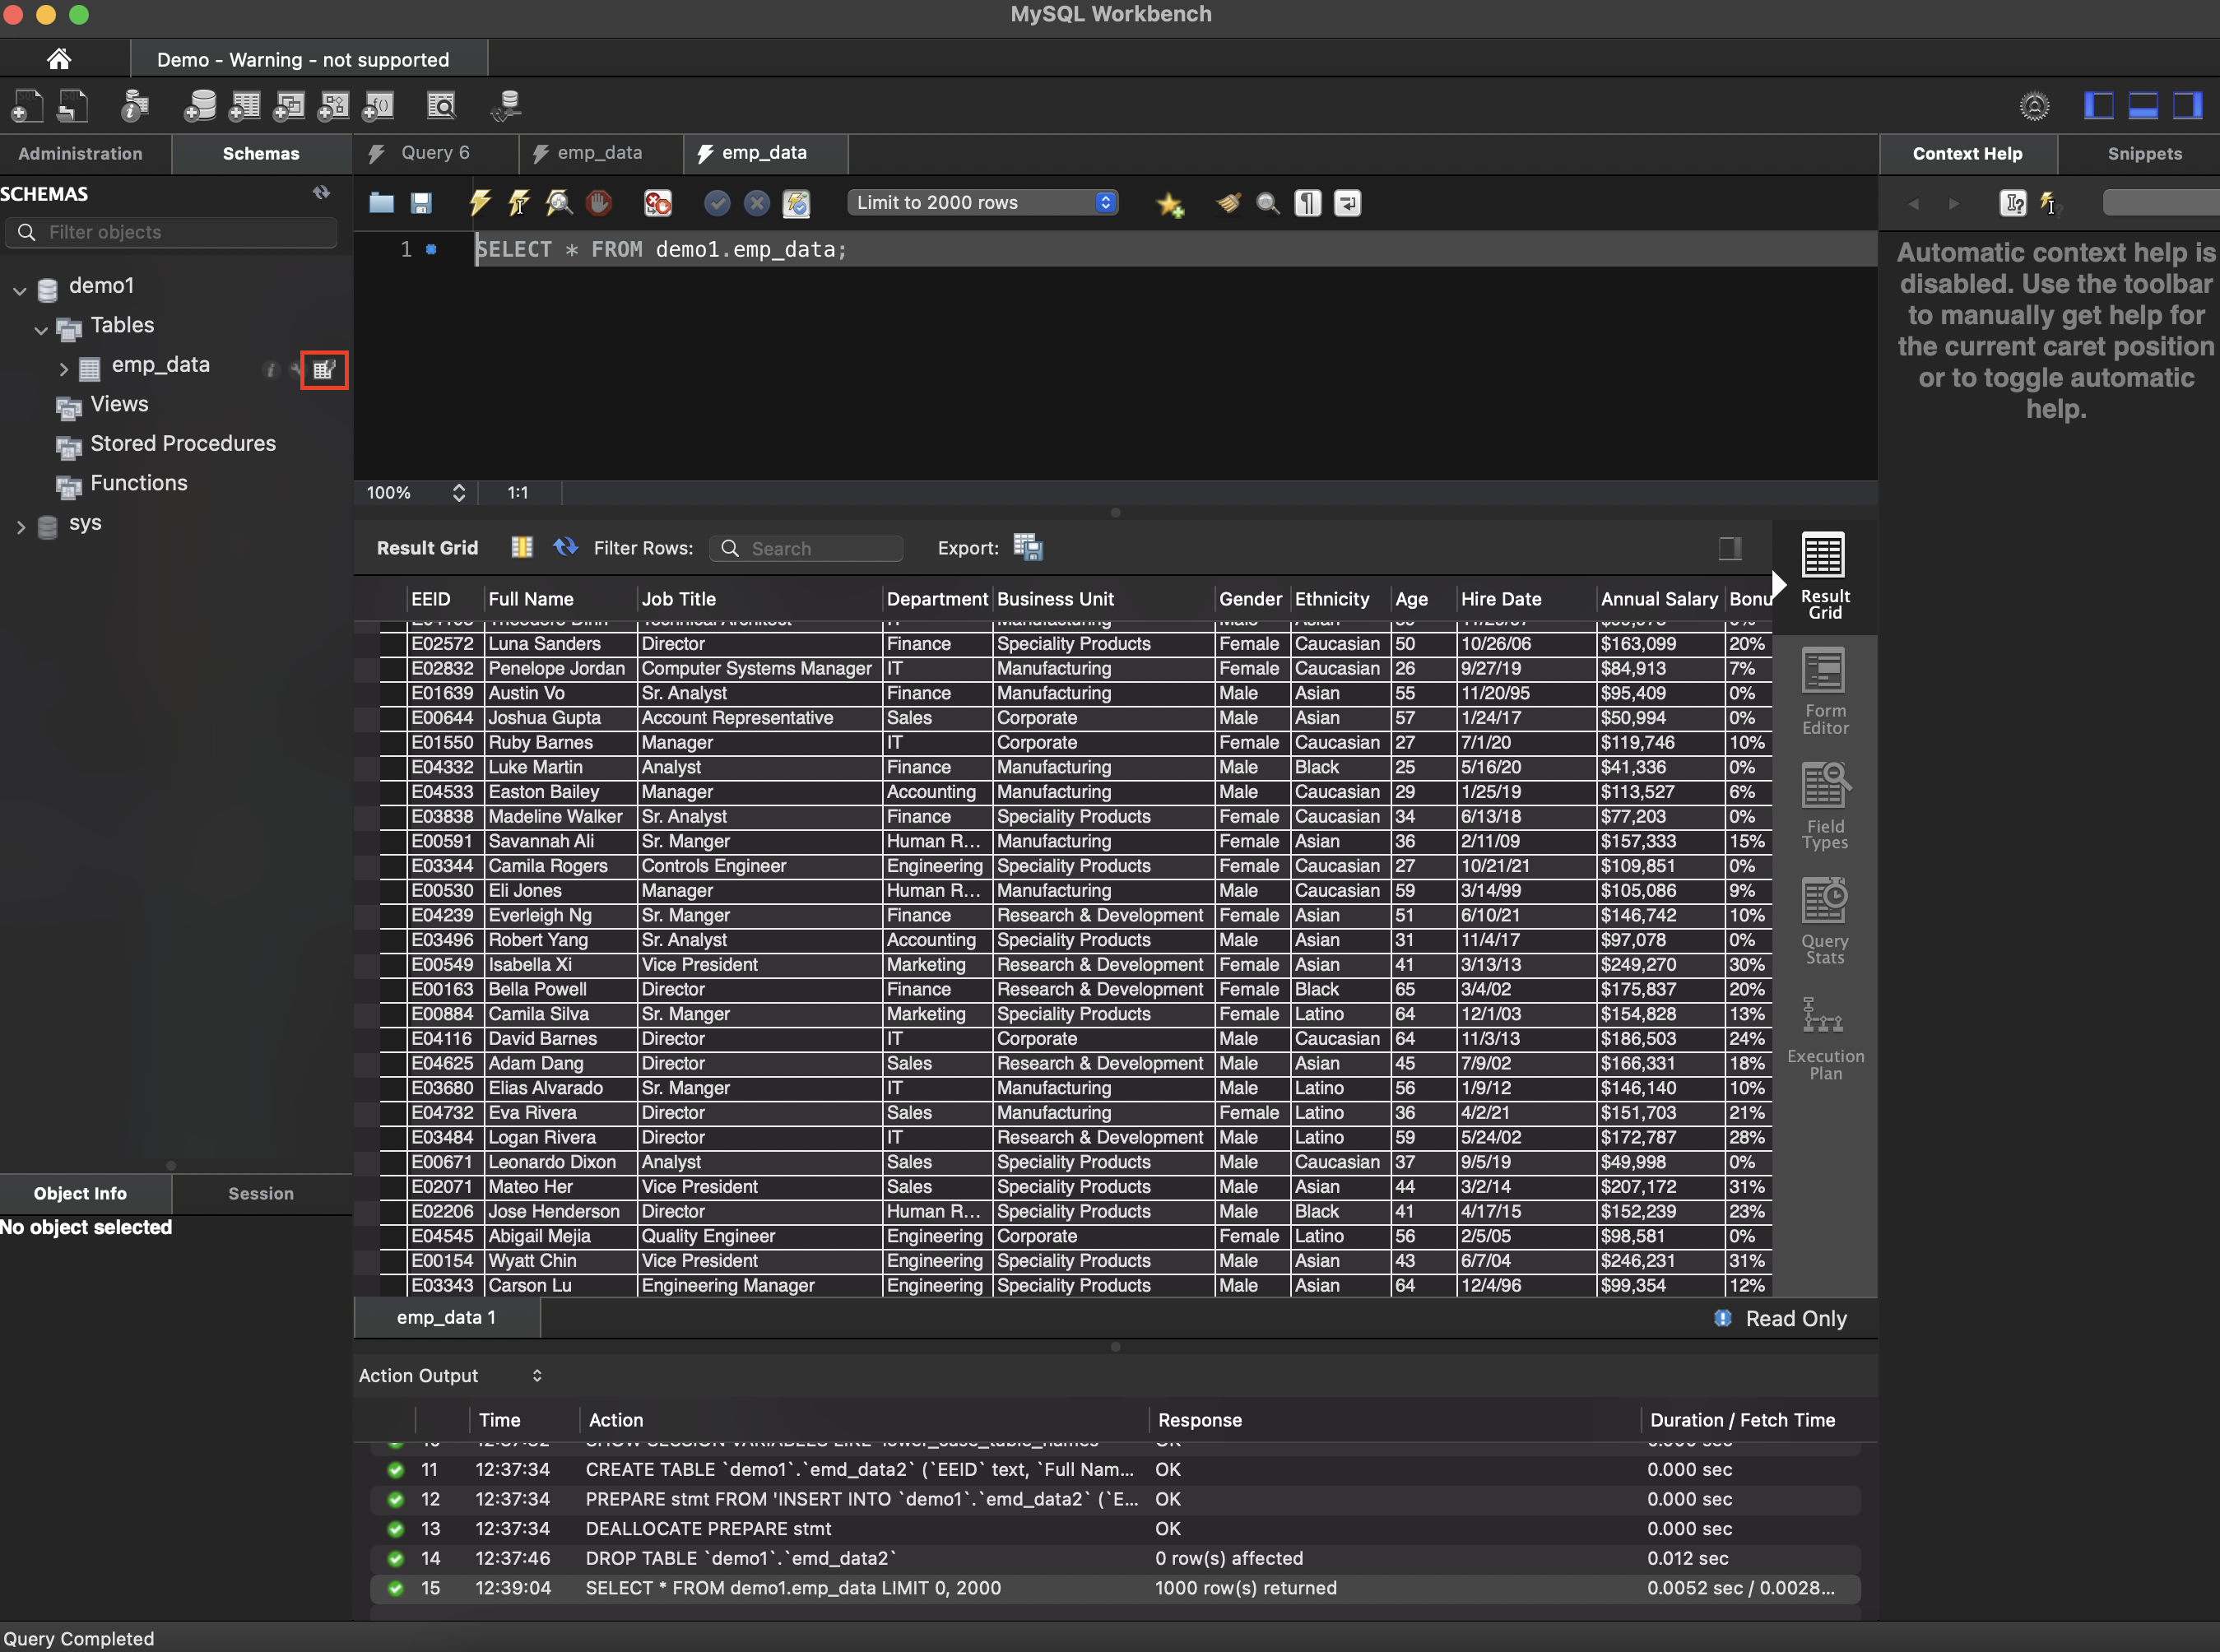 MySQL Workbench
Demo - Warning - not supported
Administration
Schemas
Query 6
emp_data
emp_data
Context Help
Snippets
SCHEMAS
Filter objects
Limit to 2000 rows
1
SELECT * FROM demo1.emp_data;
demo1
Tables
emp_data
Views
Stored Procedures
Functions
sys
Automatic context help is
disabled. Use the toolbar
to manually get help for
the current caret position
or to toggle automatic
help.
100% 1:1
Result Grid Filter Rows: Search Export:
EEID Full Name Job Title Department Business Unit Gender Ethnicity Age Hire Date Annual Salary Bonu
E02572 Luna Sanders Director Finance Speciality Products Female Caucasian 50 10/26/06 $163,099 20%
E02832 Penelope Jordan Computer Systems Manager IT Manufacturing Female Caucasian 26 9/27/19 $84,913 7%
E01639 Austin Vo Sr. Analyst Finance Manufacturing Male Asian 55 11/20/95 $95,409 0%
E00644 Joshua Gupta Account Representative Sales Corporate Male Asian 57 1/24/17 $50,994 0%
E01550 Ruby Barnes Manager IT Corporate Female Caucasian 27 7/1/20 $119,746 10%
E04332 Luke Martin Analyst Finance Manufacturing Male Black 25 5/16/20 $41,336 0%
E04533 Easton Bailey Manager Accounting Manufacturing Male Caucasian 29 1/25/19 $113,527 6%
E03838 Madeline Walker Sr. Analyst Finance Speciality Products Female Caucasian 34 6/13/18 $77,203 0%
E00591 Savannah Ali Sr. Manger Human R... Manufacturing Female Asian 36 2/11/09 $157,333 15%
E03344 Camila Rogers Controls Engineer Engineering Speciality Products Female Caucasian 27 10/21/21 $109,851 0%
E00530 Eli Jones Manager Human R... Manufacturing Male Caucasian 59 3/14/99 $105,086 9%
E04239 Everleigh Ng Sr. Manger Finance Research & Development Female Asian 51 6/10/21 $146,742 10%
E03496 Robert Yang Sr. Analyst Accounting Speciality Products Male Asian 31 11/4/17 $97,078 0%
E00549 Isabella Xi Vice President Marketing Research & Development Female Asian 41 3/13/13 $249,270 30%
E00163 Bella Powell Director Finance Research & Development Female Black 65 3/4/02 $175,837 20%
E00884 Camila Silva Sr. Manger Marketing Speciality Products Female Latino 64 12/1/03 $154,828 13%
E04116 David Barnes Director IT Corporate Male Caucasian 64 11/3/13 $186,503 24%
E04625 Adam Dang Director Sales Research & Development Male Asian 45 7/9/02 $166,331 18%
E03680 Elias Alvarado Sr. Manger IT Manufacturing Male Latino 56 1/9/12 $146,140 10%
E04732 Eva Rivera Director Sales Manufacturing Female Latino 36 4/2/21 $151,703 21%
E03484 Logan Rivera Director IT Research & Development Male Latino 59 5/24/02 $172,787 28%
E00671 Leonardo Dixon Analyst Sales Speciality Products Male Caucasian 37 9/5/19 $49,998 0%
E02071 Mateo Her Vice President Sales Speciality Products Male Asian 44 3/2/14 $207,172 31%
E02206 Jose Henderson Director Human R... Speciality Products Male Black 41 4/17/15 $152,239 23%
E04545 Abigail Mejia Quality Engineer Engineering Corporate Female Latino 56 2/5/05 $98,581 0%
E00154 Wyatt Chin Vice President Engineering Speciality Products Male Asian 43 6/7/04 $246,231 31%
E03343 Carson Lu Engineering Manager Engineering Speciality Products Male Asian 64 12/4/96 $99,354 12%
Result
Grid
Form
Editor
Field
Types
Query
Stats
Execution
Plan
Object Info
Session
No object selected
emp_data 1
Read Only
Action Output
Time Action Response Duration / Fetch Time
11 12:37:34 CREATE TABLE `demo1`.`emd_data2` (`EEID` text, `Full Nam... OK 0.000 sec
12 12:37:34 PREPARE stmt FROM 'INSERT INTO `demo1`.`emd_data2` (`E... OK 0.000 sec
13 12:37:34 DEALLOCATE PREPARE stmt OK 0.000 sec
14 12:37:46 DROP TABLE `demo1`.`emd_data2` 0 row(s) affected 0.012 sec
15 12:39:04 SELECT * FROM demo1.emp_data LIMIT 0, 2000 1000 row(s) returned 0.0052 sec / 0.0028...
Query Completed